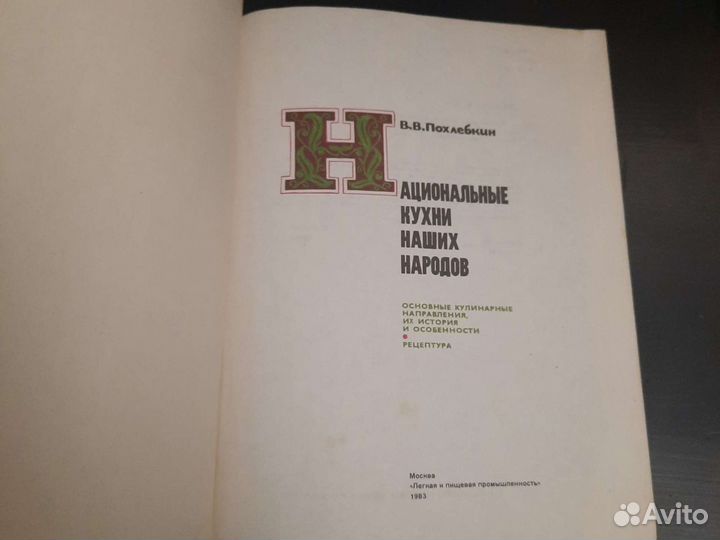 В.В.Похлебкин
НАЦИОНАЛЬНЫЕ
КУХНИ
НАШИХ
НАРОДОВ
ОСНОВНЫЕ КУЛИНАРНЫЕ
НАПРАВЛЕНИЯ,
ИХ ИСТОРИЯ
И ОСОБЕННОСТИ
РЕЦЕПТУРА
Москва
«Легкая и пищевая промышленность»
1983
Avito